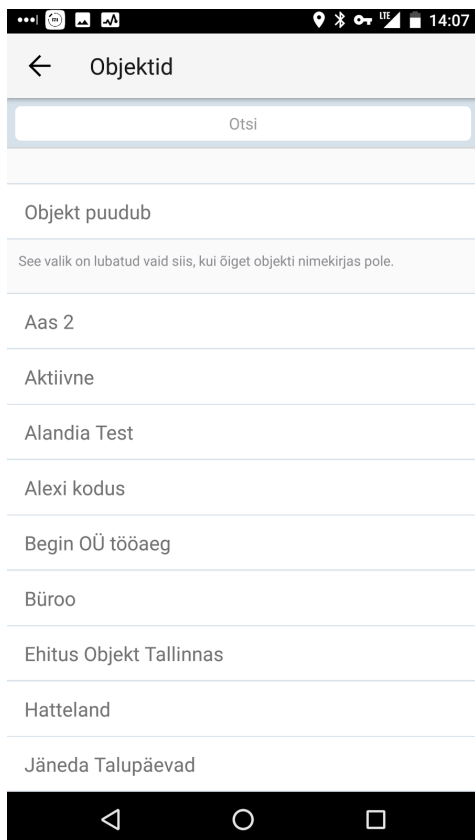 LTE 14:07
Objektid
Otsi
Objekt puudub
See valik on lubatud vaid siis, kui õiget objekti nimekirjas pole.
Aas 2
Aktiivne
Alandia Test
Alexi kodus
Begin OÜ tööaeg
Büroo
Ehitus Objekt Tallinnas
Hatteland
Jäneda Talupäevad